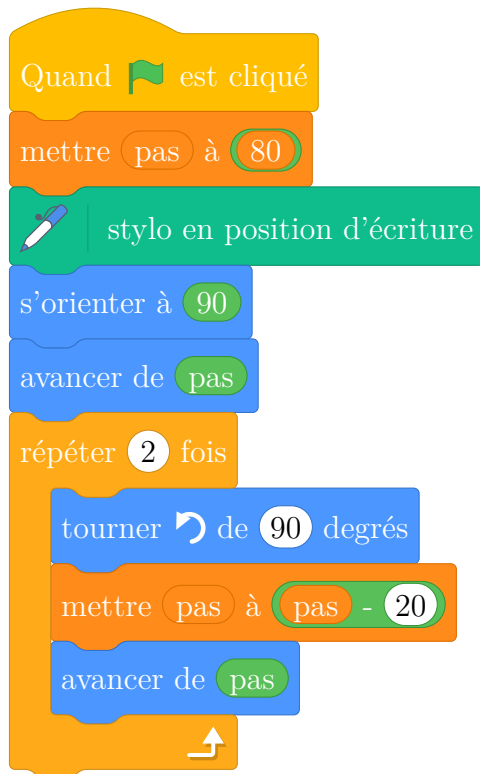 Quand est cliqué
mettre pas à 80
stylo en position d'écriture
s'orienter à 90
avancer de pas
répéter 2 fois
tourner de 90 degrés
mettre pas à pas - 20
avancer de pas